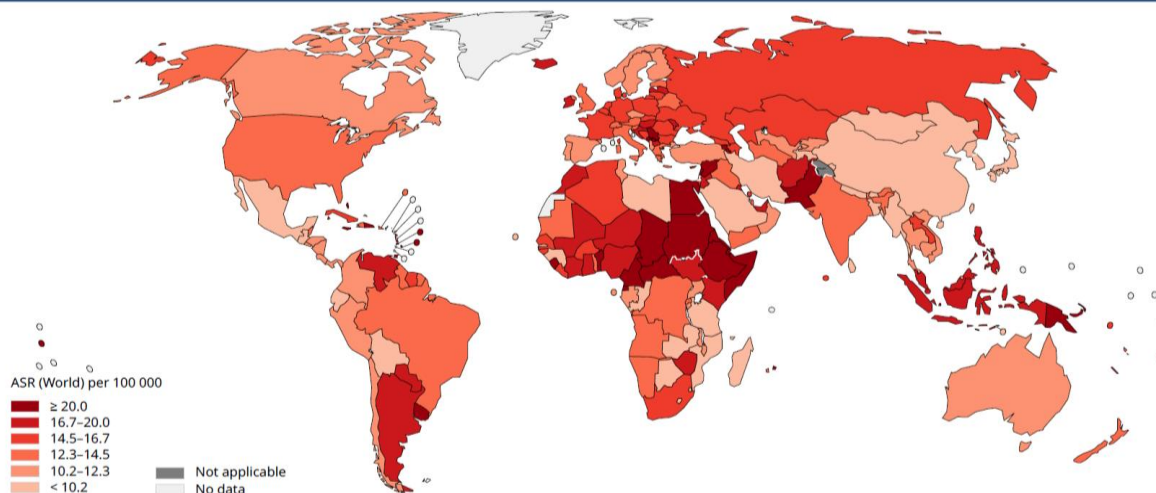 ASR (World) per 100 000
≥ 20.0
16.7–20.0
14.5–16.7
12.3–14.5
10.2–12.3
< 10.2
Not applicable
No data